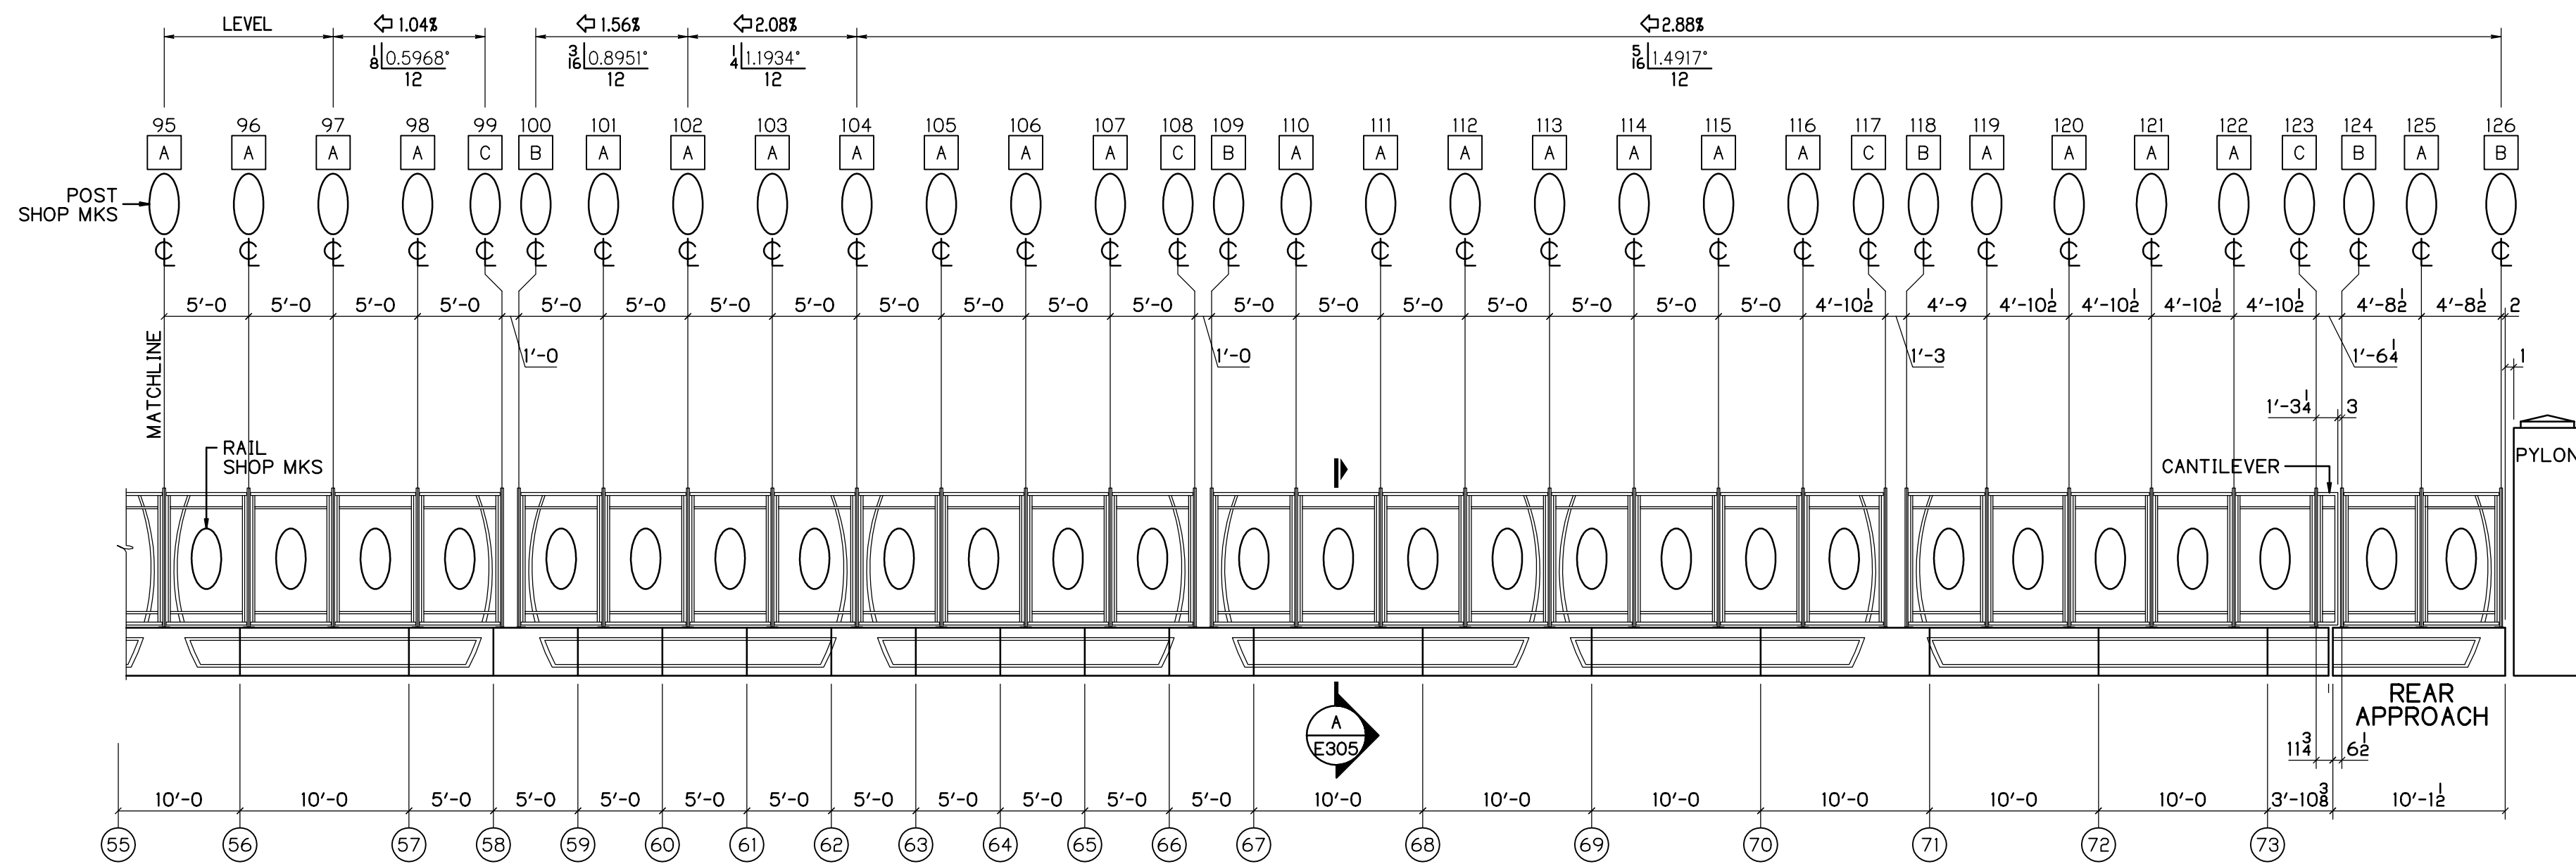 LEVEL 1.04% 1.56% 2.08% 2.88%
1/8 0.5968° 3/16 0.8951° 1/4 1.1934° 5/16 1.4917°
12 12 12 12
95 96 97 98 99 100 101 102 103 104 105 106 107 108 109 110 111 112 113 114 115 116 117 118 119 120 121 122 123 124 125 126
A A A A C B A A A A A A A C B A A A A A A A C B A A A A C B A B
POST
SHOP MKS
℄ ℄ ℄ ℄ ℄ ℄ ℄ ℄ ℄ ℄ ℄ ℄ ℄ ℄ ℄ ℄ ℄ ℄ ℄ ℄ ℄ ℄ ℄ ℄ ℄ ℄ ℄ ℄ ℄ ℄ ℄ ℄
5'-0 5'-0 5'-0 5'-0 5'-0 5'-0 5'-0 5'-0 5'-0 5'-0 5'-0 5'-0 5'-0 5'-0 5'-0 5'-0 5'-0 5'-0 5'-0 4'-10 1/2 4'-9 4'-10 1/2 4'-10 1/2 4'-10 1/2 4'-10 1/2 4'-8 1/2 4'-8 1/2 2
1'-0 1'-0 1'-3 1'-6 1/4 1
MATCHLINE
1'-3 1/4 3
RAIL
SHOP MKS
CANTILEVER
PYLON
REAR
APPROACH
A
E305
11 3/4 6 1/2
10'-0 10'-0 5'-0 5'-0 5'-0 5'-0 5'-0 5'-0 5'-0 5'-0 5'-0 5'-0 10'-0 10'-0 10'-0 10'-0 10'-0 10'-0 3'-10 3/8 10'-1 1/2
55 56 57 58 59 60 61 62 63 64 65 66 67 68 69 70 71 72 73